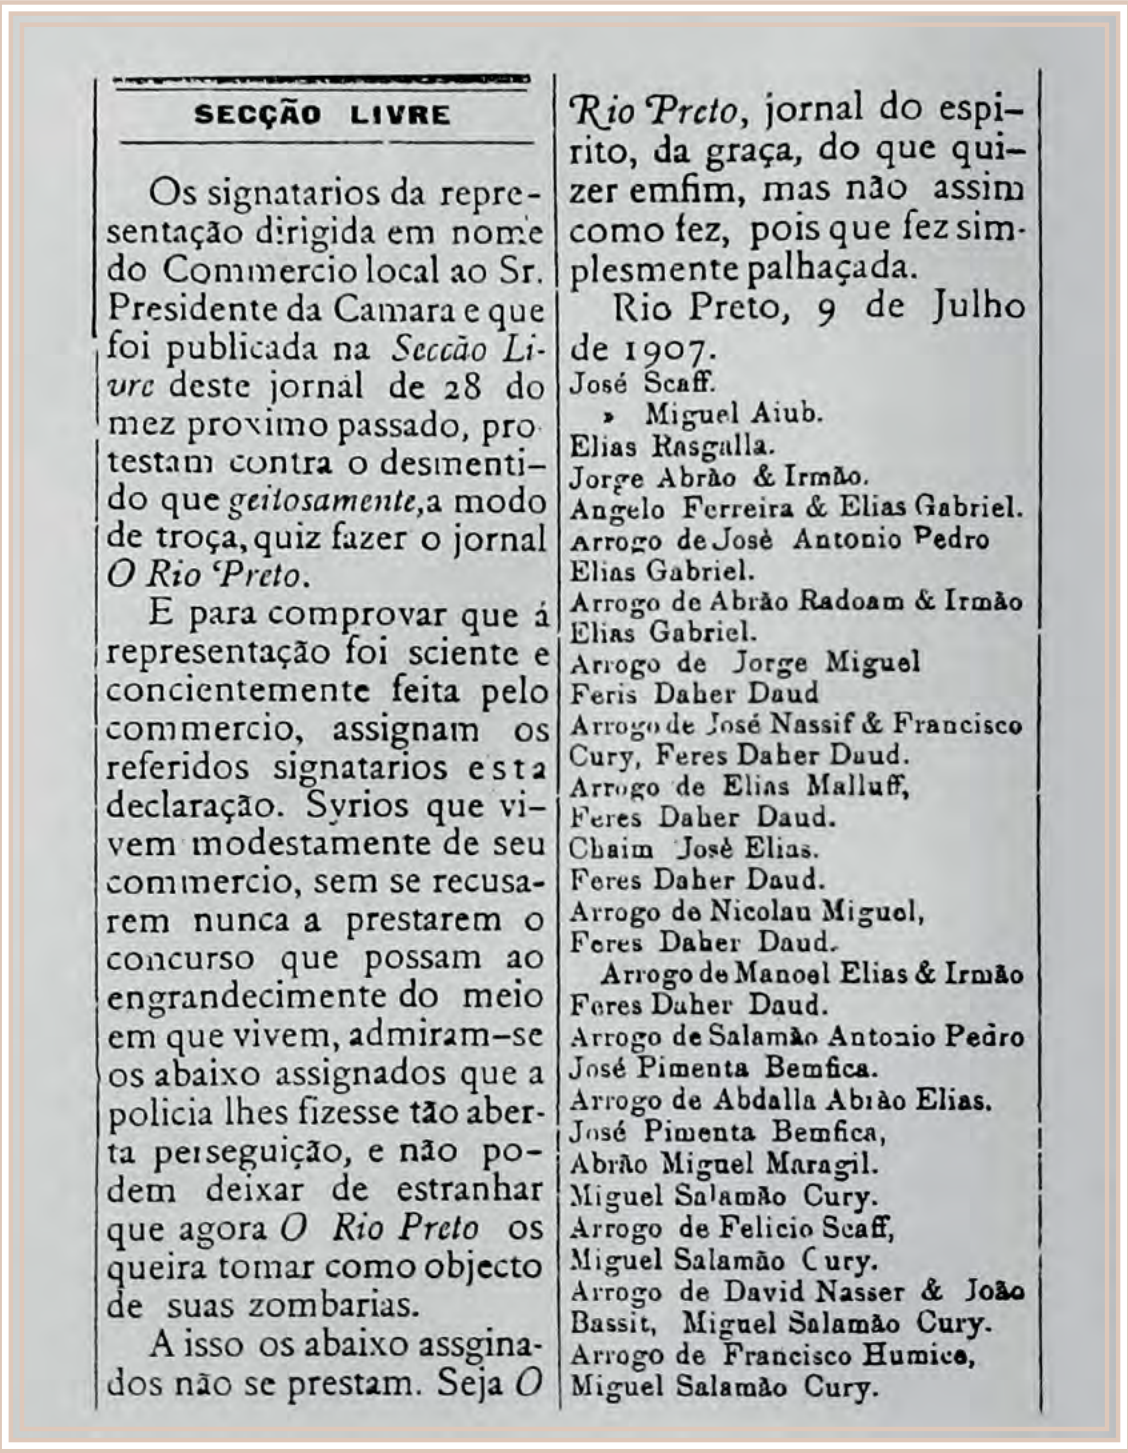 SECÇÃO LIVRE
Os signatarios da repre-
sentação dirigida em nome
do Commercio local ao Sr.
Presidente da Camara e que
foi publicada na Secção Li-
vre deste jornal de 28 do
mez proximo passado, pro-
testam contra o desmenti-
do que geitosamente, a modo
de troça, quiz fazer o jornal
O Rio Preto.
E para comprovar que á
representação foi sciente e
concientemente feita pelo
commercio, assignam os
referidos signatarios esta
declaração. Syrios que vi-
vem modestamente de seu
commercio, sem se recusa-
rem nunca a prestarem o
concurso que possam ao
engrandecimente do meio
em que vivem, admiram-se
os abaixo assignados que a
policia lhes fizesse tão aber-
ta perseguição, e não po-
dem deixar de estranhar
que agora O Rio Preto os
queira tomar como objecto
de suas zombarias.
A isso os abaixo assgina-
dos não se prestam. Seja O
Rio Preto, jornal do espi-
rito, da graça, do que qui-
zer emfim, mas não assim
como fez, pois que fez sim-
plesmente palhaçada.
Rio Preto, 9 de Julho
de 1907.
José Scaff.
» Miguel Aiub.
Elias Rasgalla.
Jorge Abrão & Irmão.
Angelo Ferreira & Elias Gabriel.
Arrogo de Josè Antonio Pedro
Elias Gabriel.
Arrogo de Abrão Radoam & Irmão
Elias Gabriel.
Arrogo de Jorge Miguel
Feris Daher Daud
Arrogo de José Nassif & Francisco
Cury, Feres Daher Daud.
Arrogo de Elias Malluff,
Feres Daher Daud.
Chaim Josè Elias.
Feres Daher Daud.
Arrogo de Nicolau Miguel,
Feres Daher Daud.
Arrogo de Manoel Elias & Irmão
Feres Daher Daud.
Arrogo de Salamão Antonio Pedro
José Pimenta Bemfica.
Arrogo de Abdalla Abrão Elias.
José Pimenta Bemfica,
Abrão Miguel Maragil.
Miguel Salamão Cury.
Arrogo de Felicio Scaff,
Miguel Salamão Cury.
Arrogo de David Nasser & João
Bassit, Miguel Salamão Cury.
Arrogo de Francisco Humice,
Miguel Salamão Cury.